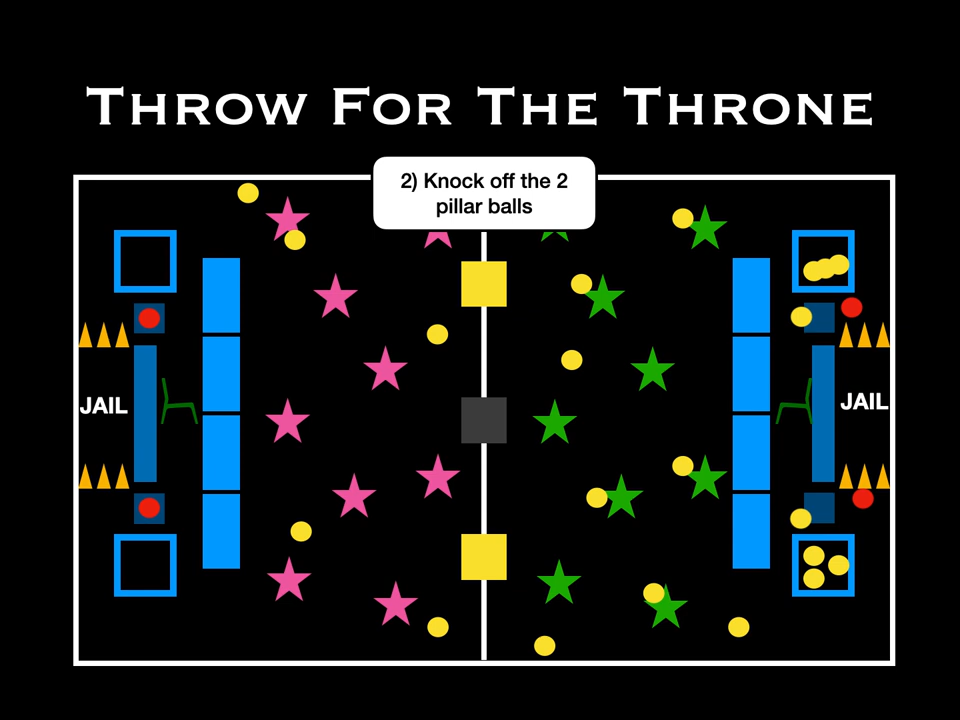 Throw For The Throne
2) Knock off the 2
pillar balls
JAIL
JAIL